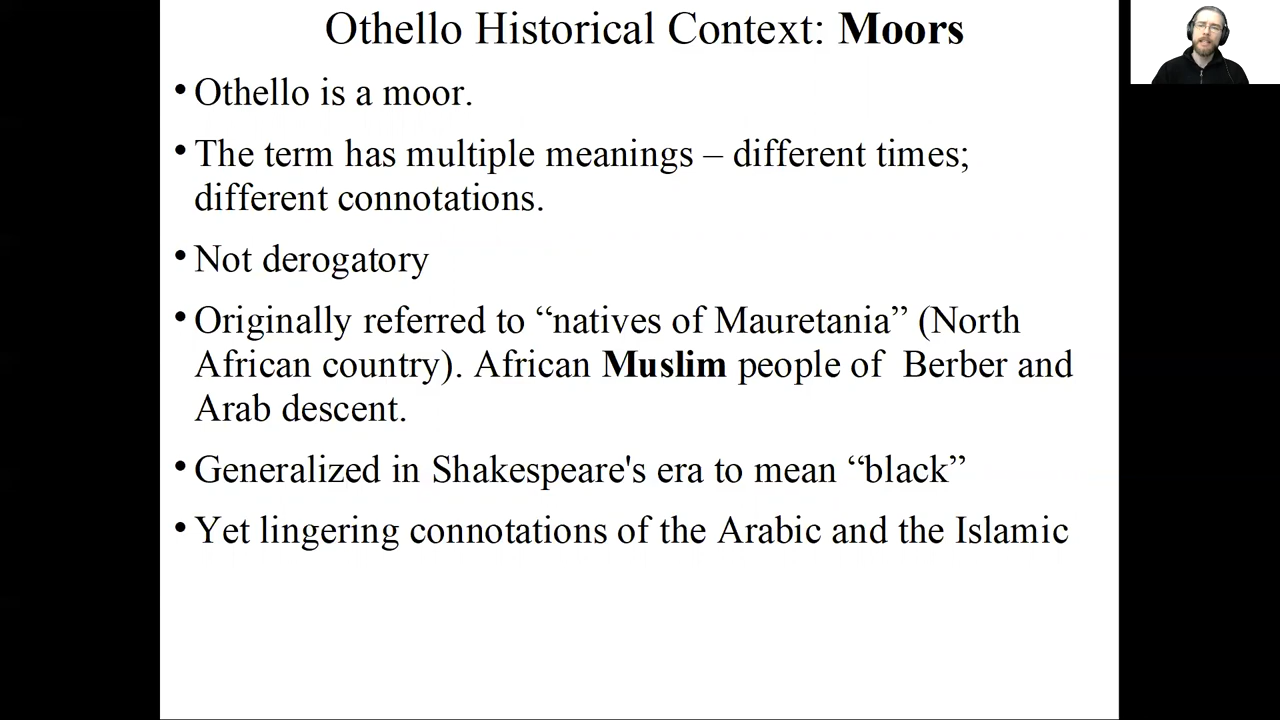 Othello Historical Context: Moors
• Othello is a moor.
• The term has multiple meanings – different times;
different connotations.
• Not derogatory
• Originally referred to “natives of Mauretania” (North
African country). African Muslim people of  Berber and
Arab descent.
• Generalized in Shakespeare's era to mean “black”
• Yet lingering connotations of the Arabic and the Islamic